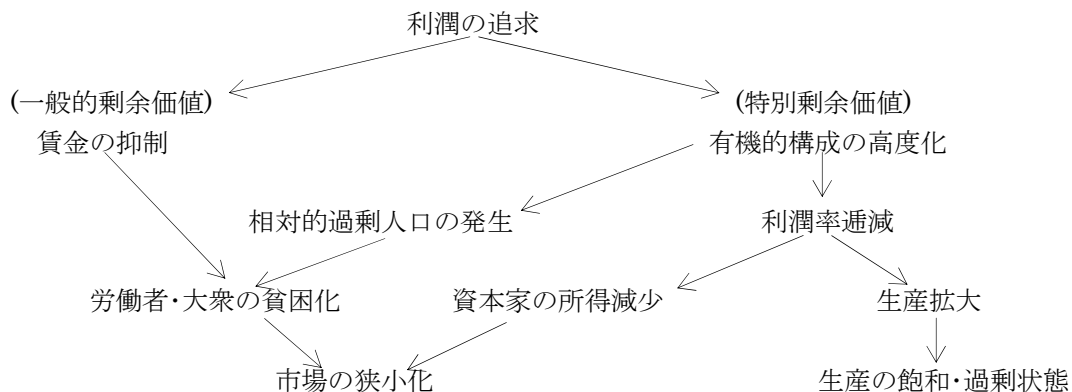 利潤の追求
(一般的剰余価値)
(特別剰余価値)
賃金の抑制
有機的構成の高度化
相対的過剰人口の発生
利潤率逓減
労働者・大衆の貧困化
資本家の所得減少
生産拡大
市場の狭小化
生産の飽和・過剰状態